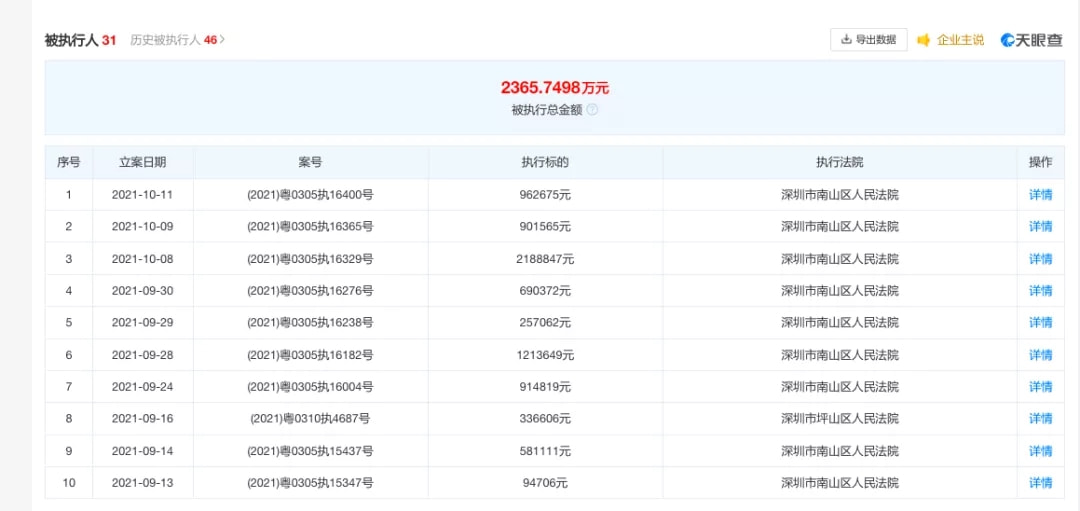 被执行人 31 历史被执行人 46 > 导出数据 企业主说 天眼查
2365.7498万元
被执行总金额 ?
序号 立案日期 案号 执行标的 执行法院 操作
1 2021-10-11 (2021)粤0305执16400号 962675元 深圳市南山区人民法院 详情
2 2021-10-09 (2021)粤0305执16365号 901565元 深圳市南山区人民法院 详情
3 2021-10-08 (2021)粤0305执16329号 2188847元 深圳市南山区人民法院 详情
4 2021-09-30 (2021)粤0305执16276号 690372元 深圳市南山区人民法院 详情
5 2021-09-29 (2021)粤0305执16238号 257062元 深圳市南山区人民法院 详情
6 2021-09-28 (2021)粤0305执16182号 1213649元 深圳市南山区人民法院 详情
7 2021-09-24 (2021)粤0305执16004号 914819元 深圳市南山区人民法院 详情
8 2021-09-16 (2021)粤0310执4687号 336606元 深圳市坪山区人民法院 详情
9 2021-09-14 (2021)粤0305执15437号 581111元 深圳市南山区人民法院 详情
10 2021-09-13 (2021)粤0305执15347号 94706元 深圳市南山区人民法院 详情